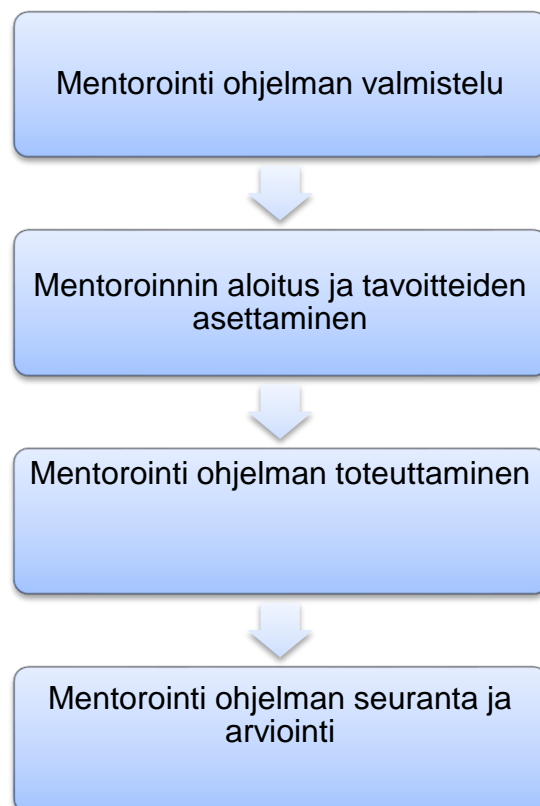 Mentorointi ohjelman valmistelu
Mentoroinnin aloitus ja tavoitteiden
asettaminen
Mentorointi ohjelman toteuttaminen
Mentorointi ohjelman seuranta ja
arviointi